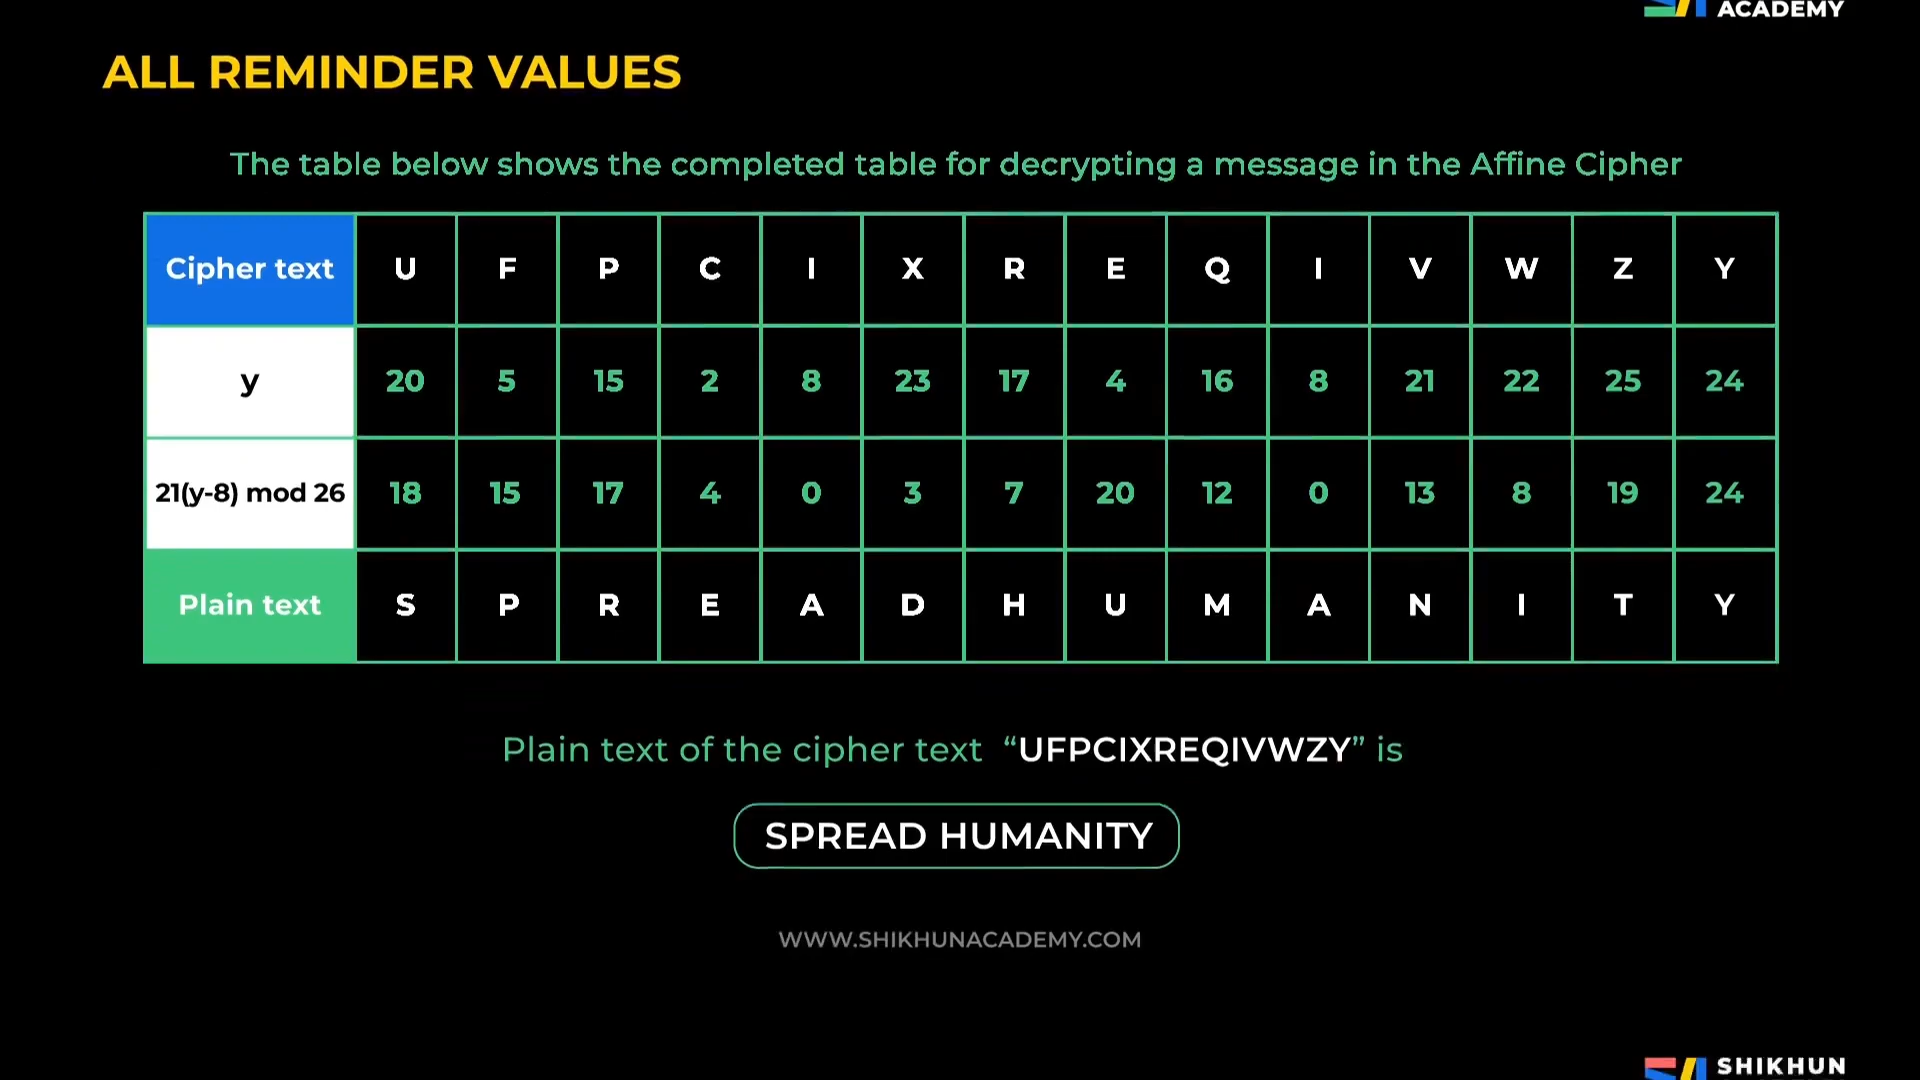 ACADEMY
ALL REMINDER VALUES
The table below shows the completed table for decrypting a message in the Affine Cipher
Cipher text U F P C I X R E Q I V W Z Y
y 20 5 15 2 8 23 17 4 16 8 21 22 25 24
21(y-8) mod 26 18 15 17 4 0 3 7 20 12 0 13 8 19 24
Plain text S P R E A D H U M A N I T Y
Plain text of the cipher text “UFPCIXREQIVWZY” is
SPREAD HUMANITY
WWW.SHIKHUNACADEMY.COM
SHIKHUN